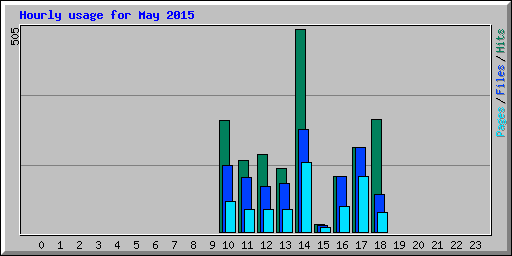 Hourly usage for May 2015
505
Pages/Files/Hits
0 1 2 3 4 5 6 7 8 9 10 11 12 13 14 15 16 17 18 19 20 21 22 23